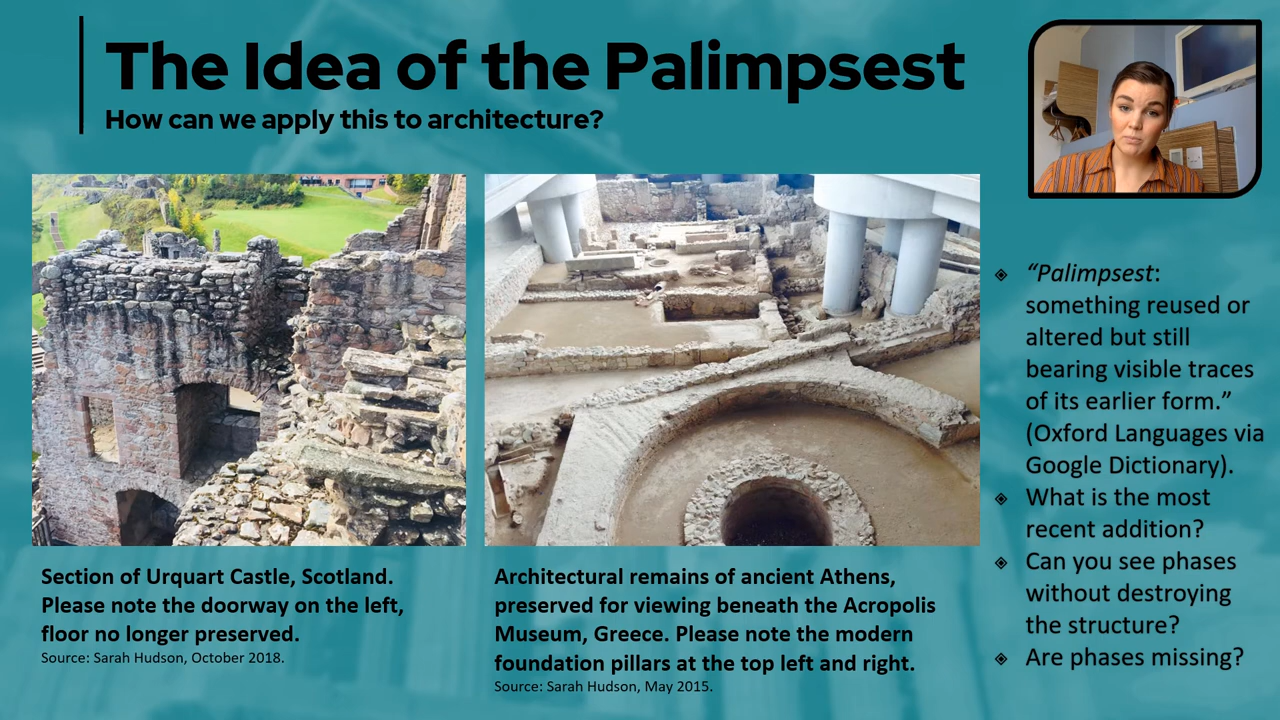 The Idea of the Palimpsest
How can we apply this to architecture?
Section of Urquart Castle, Scotland.
Please note the doorway on the left,
floor no longer preserved.
Source: Sarah Hudson, October 2018.
Architectural remains of ancient Athens,
preserved for viewing beneath the Acropolis
Museum, Greece. Please note the modern
foundation pillars at the top left and right.
Source: Sarah Hudson, May 2015.
“Palimpsest:
something reused or
altered but still
bearing visible traces
of its earlier form.”
(Oxford Languages via
Google Dictionary).
What is the most
recent addition?
Can you see phases
without destroying
the structure?
Are phases missing?